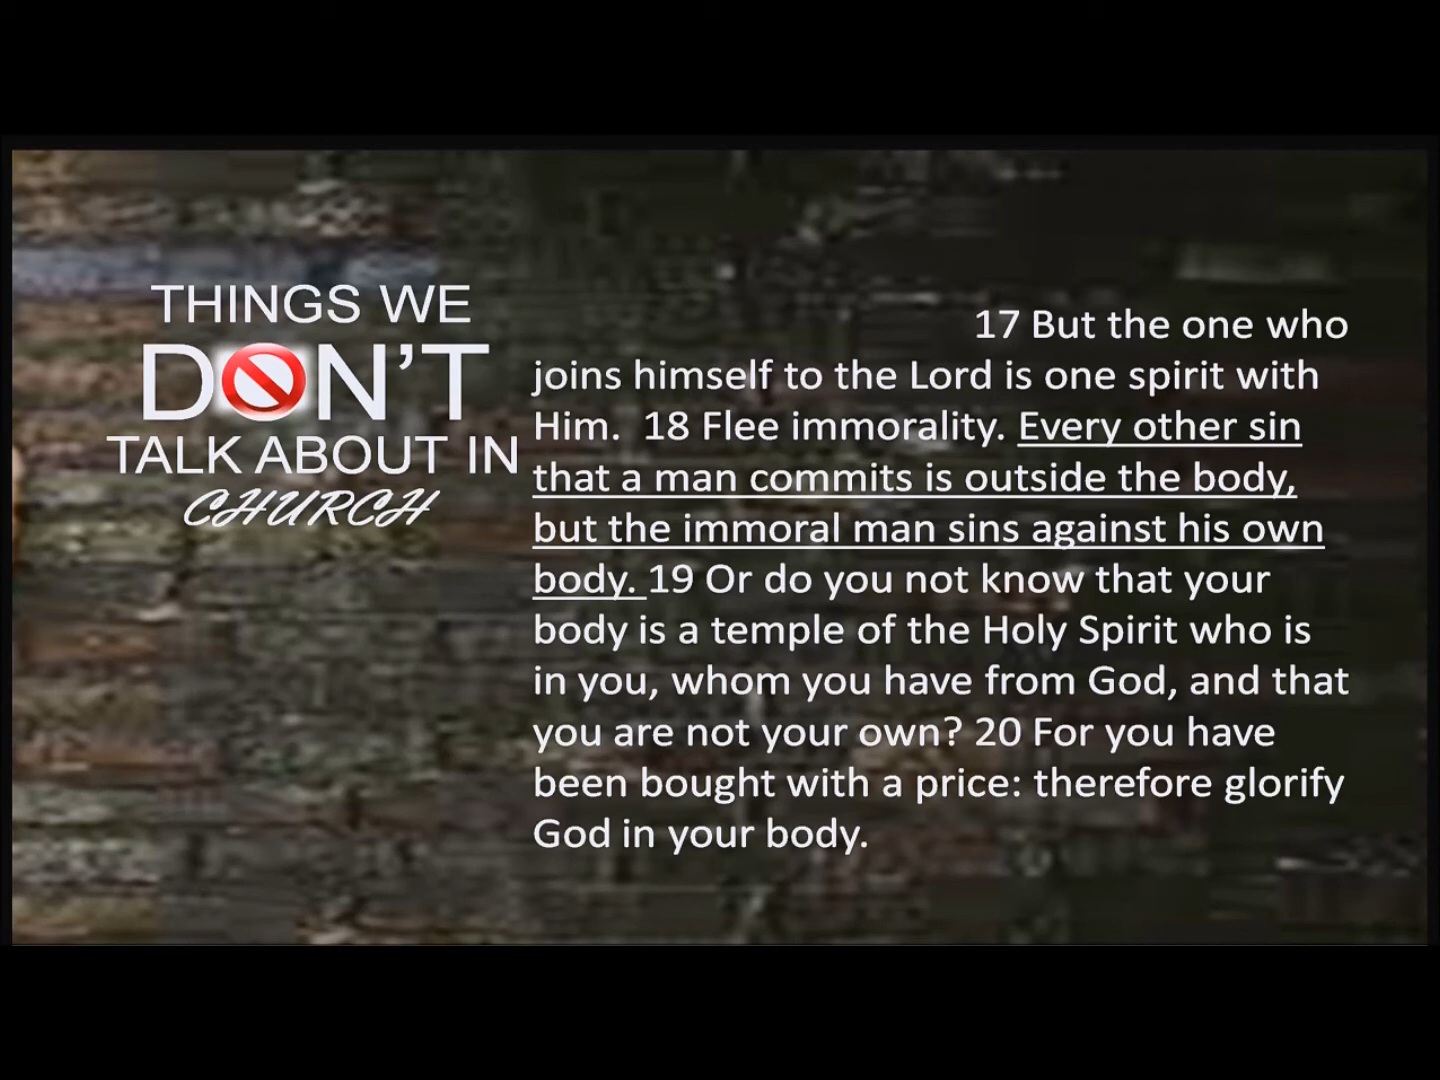 THINGS WE
DON'T
TALK ABOUT IN
CHURCH
17 But the one who
joins himself to the Lord is one spirit with
Him.  18 Flee immorality. Every other sin
that a man commits is outside the body,
but the immoral man sins against his own
body. 19 Or do you not know that your
body is a temple of the Holy Spirit who is
in you, whom you have from God, and that
you are not your own? 20 For you have
been bought with a price: therefore glorify
God in your body.